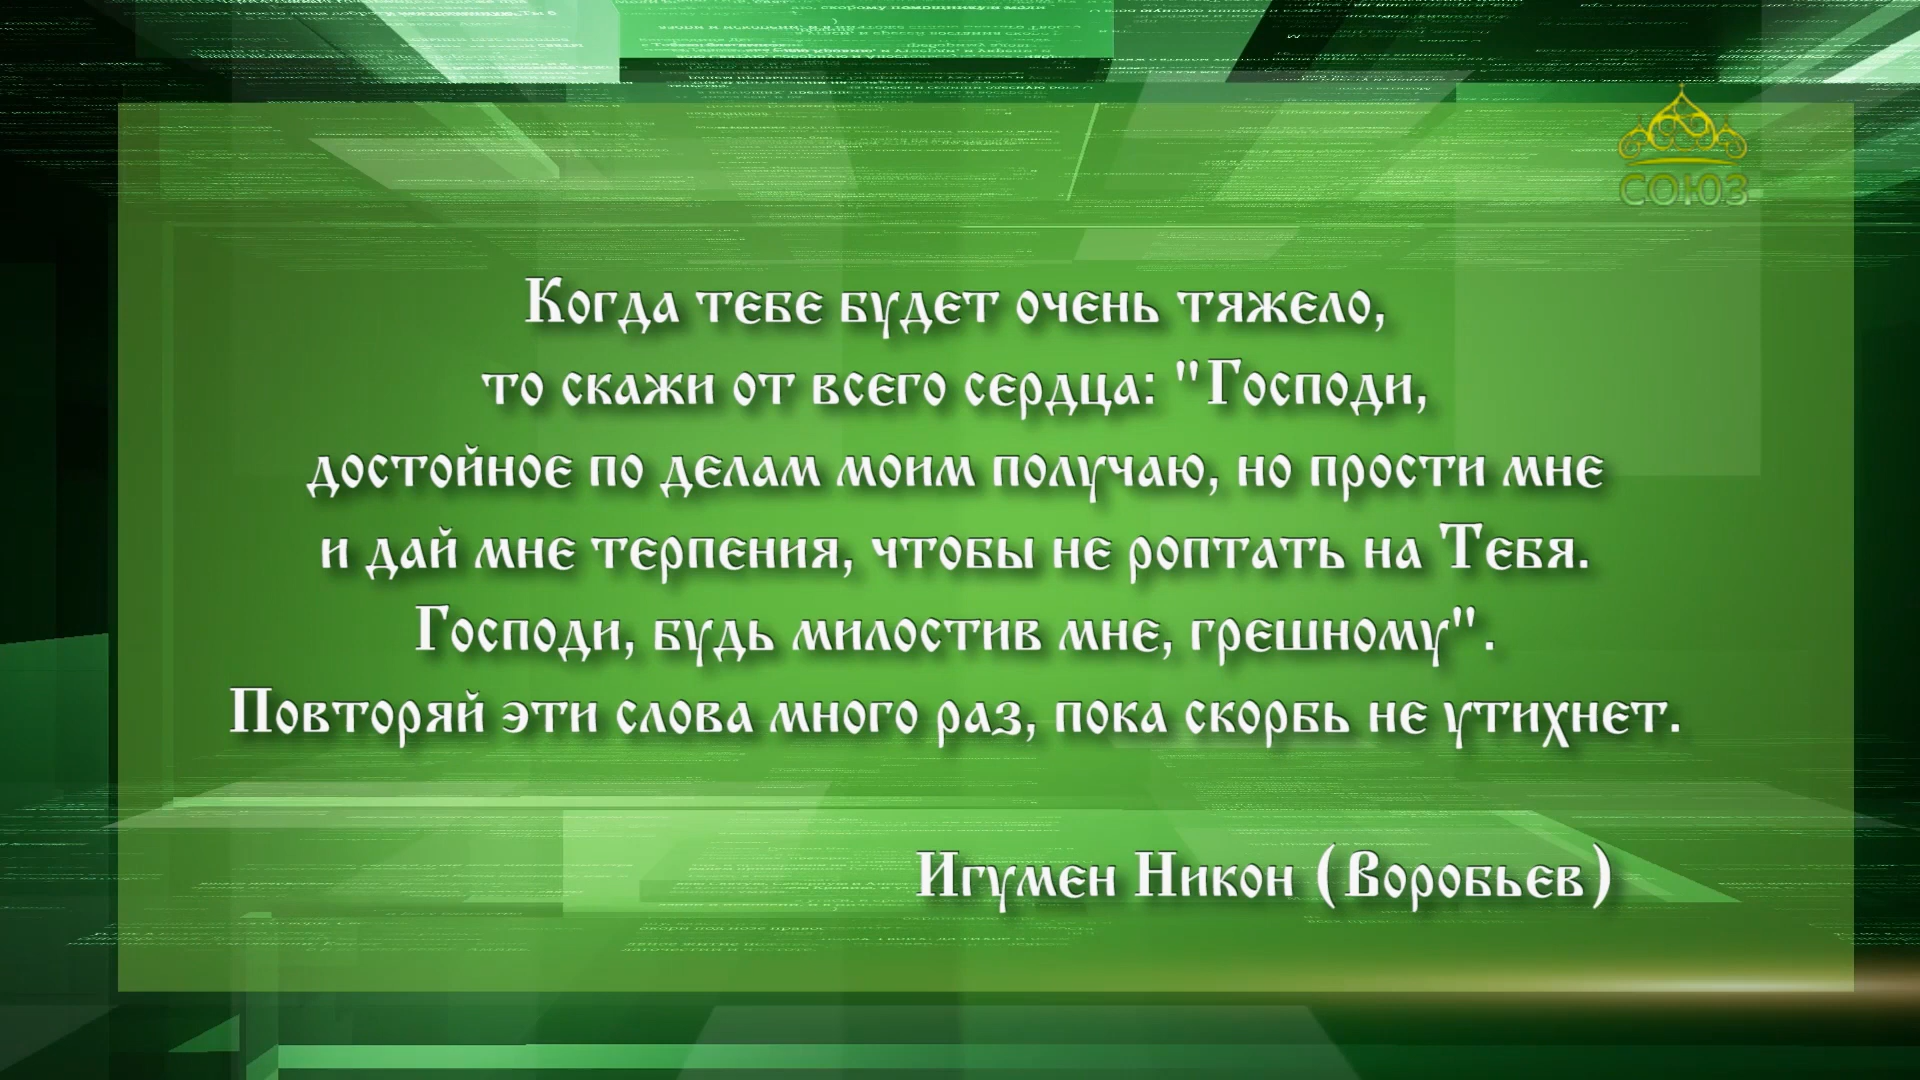 СОЮЗ
Когда тебе будет очень тяжело,
то скажи от всего сердца: "Господи,
достойное по делам моим получаю, но прости мне
и дай мне терпения, чтобы не роптать на Тебя.
Господи, будь милостив мне, грешному".
Повторяй эти слова много раз, пока скорбь не утихнет.
Игумен Никон (Воробьев)